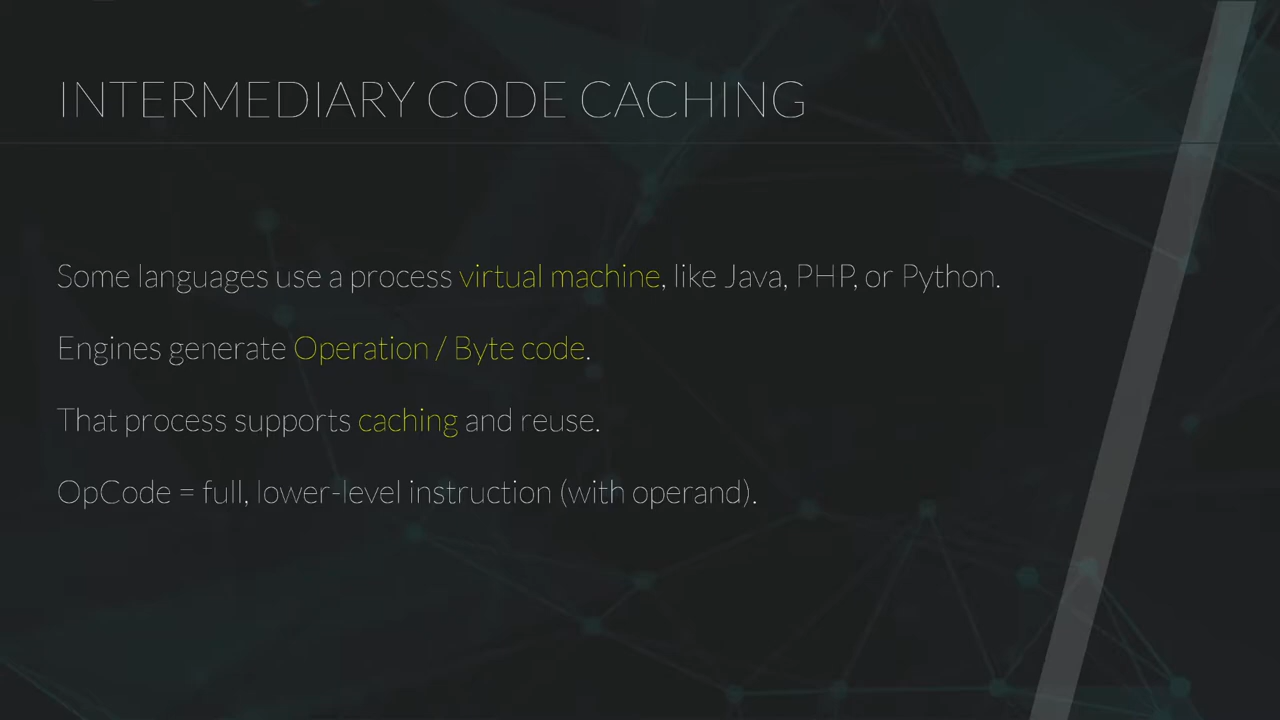 INTERMEDIARY CODE CACHING
Some languages use a process virtual machine, like Java, PHP, or Python.
Engines generate Operation / Byte code.
That process supports caching and reuse.
OpCode = full, lower-level instruction (with operand).